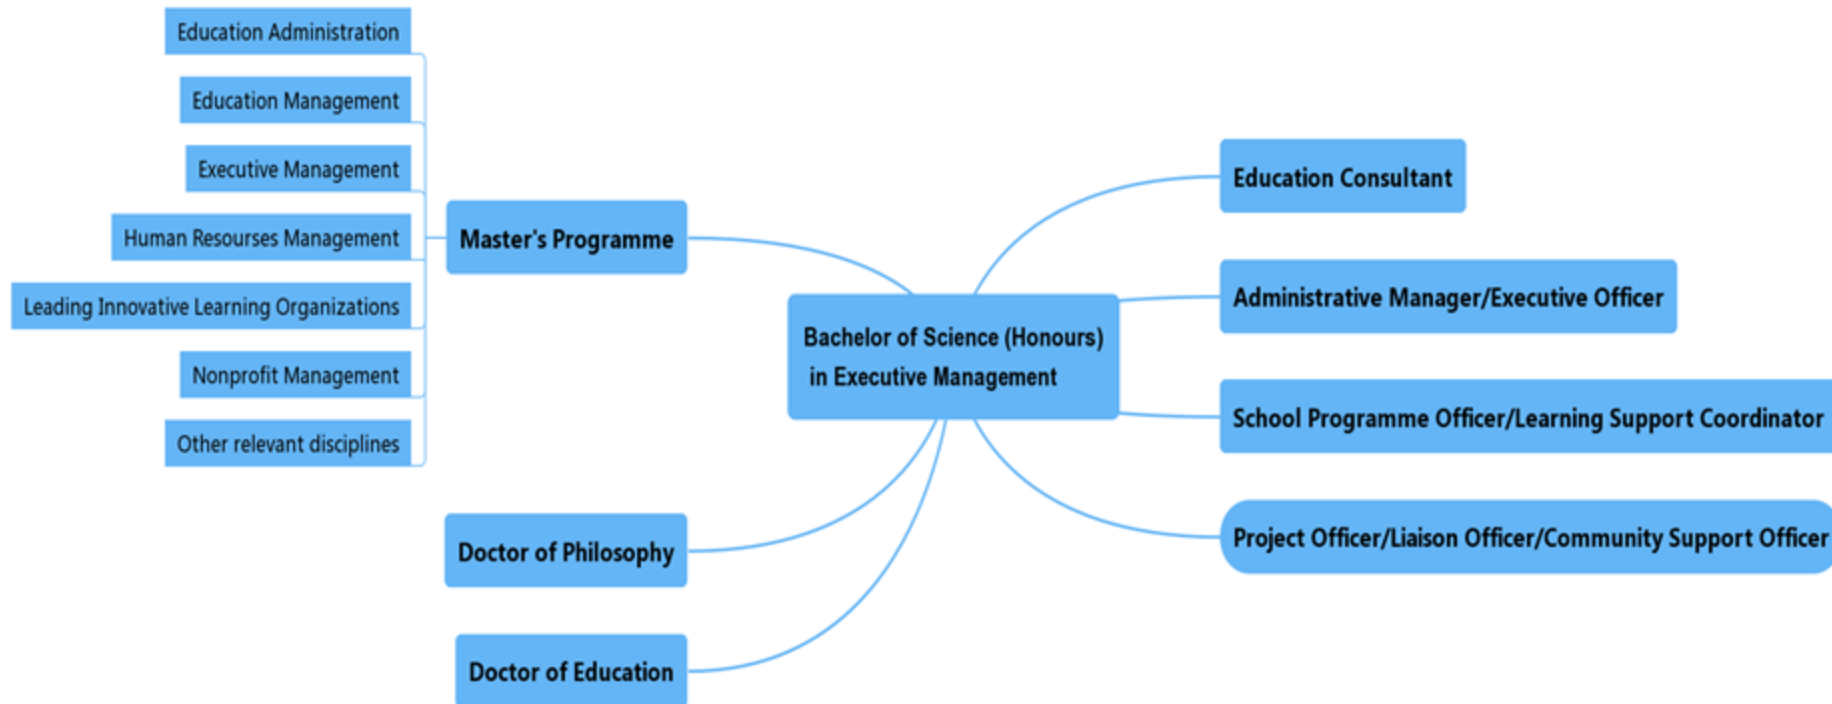 Education Administration
Education Management
Executive Management
Human Resourses Management
Leading Innovative Learning Organizations
Nonprofit Management
Other relevant disciplines
Master's Programme
Doctor of Philosophy
Doctor of Education
Bachelor of Science (Honours)
in Executive Management
Education Consultant
Administrative Manager/Executive Officer
School Programme Officer/Learning Support Coordinator
Project Officer/Liaison Officer/Community Support Officer